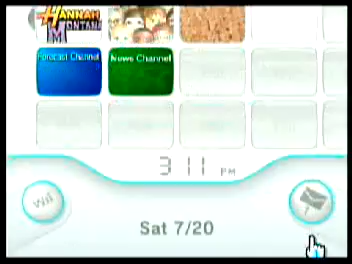 HANNAH
MONTANA
Forecast Channel
News Channel
3 11 PM
Wii
Sat 7/20